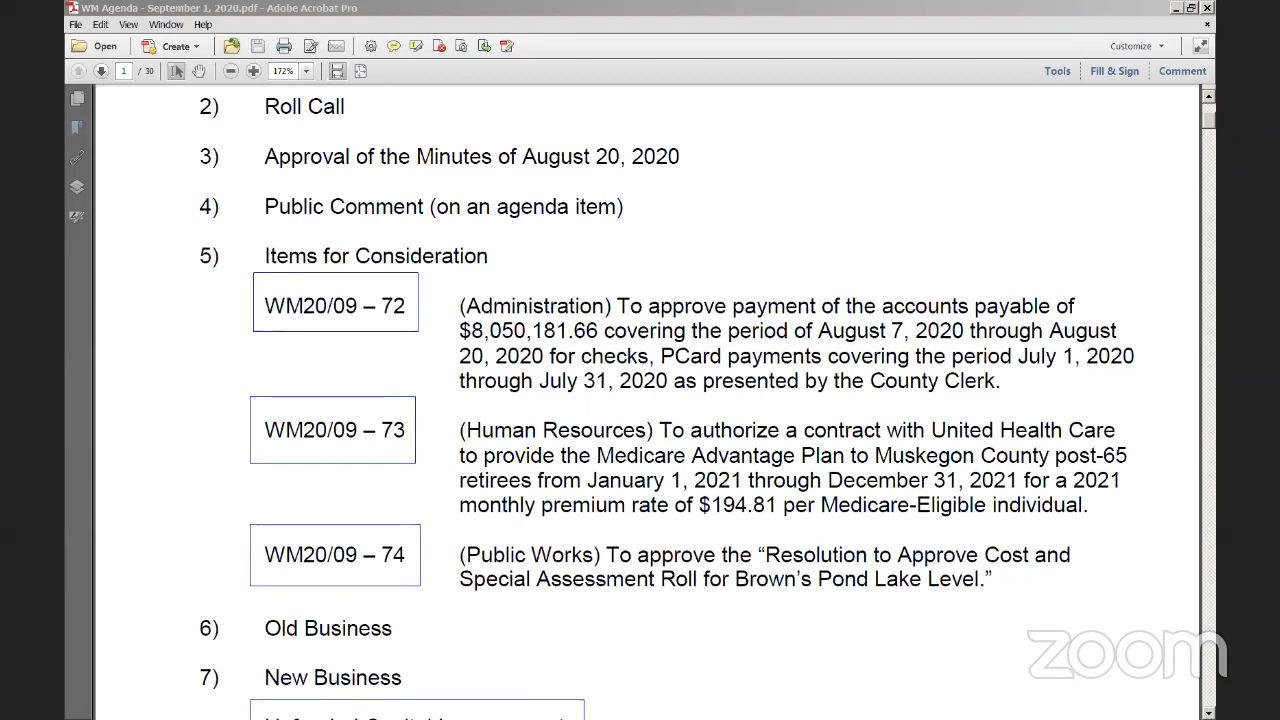 WM Agenda - September 1, 2020.pdf - Adobe Acrobat Pro
File Edit View Window Help
Open Create Customize
1 / 30 172% Tools Fill & Sign Comment
2) Roll Call
3) Approval of the Minutes of August 20, 2020
4) Public Comment (on an agenda item)
5) Items for Consideration
WM20/09 – 72 (Administration) To approve payment of the accounts payable of
$8,050,181.66 covering the period of August 7, 2020 through August
20, 2020 for checks, PCard payments covering the period July 1, 2020
through July 31, 2020 as presented by the County Clerk.
WM20/09 – 73 (Human Resources) To authorize a contract with United Health Care
to provide the Medicare Advantage Plan to Muskegon County post-65
retirees from January 1, 2021 through December 31, 2021 for a 2021
monthly premium rate of $194.81 per Medicare-Eligible individual.
WM20/09 – 74 (Public Works) To approve the “Resolution to Approve Cost and
Special Assessment Roll for Brown’s Pond Lake Level.”
6) Old Business
7) New Business
zoom